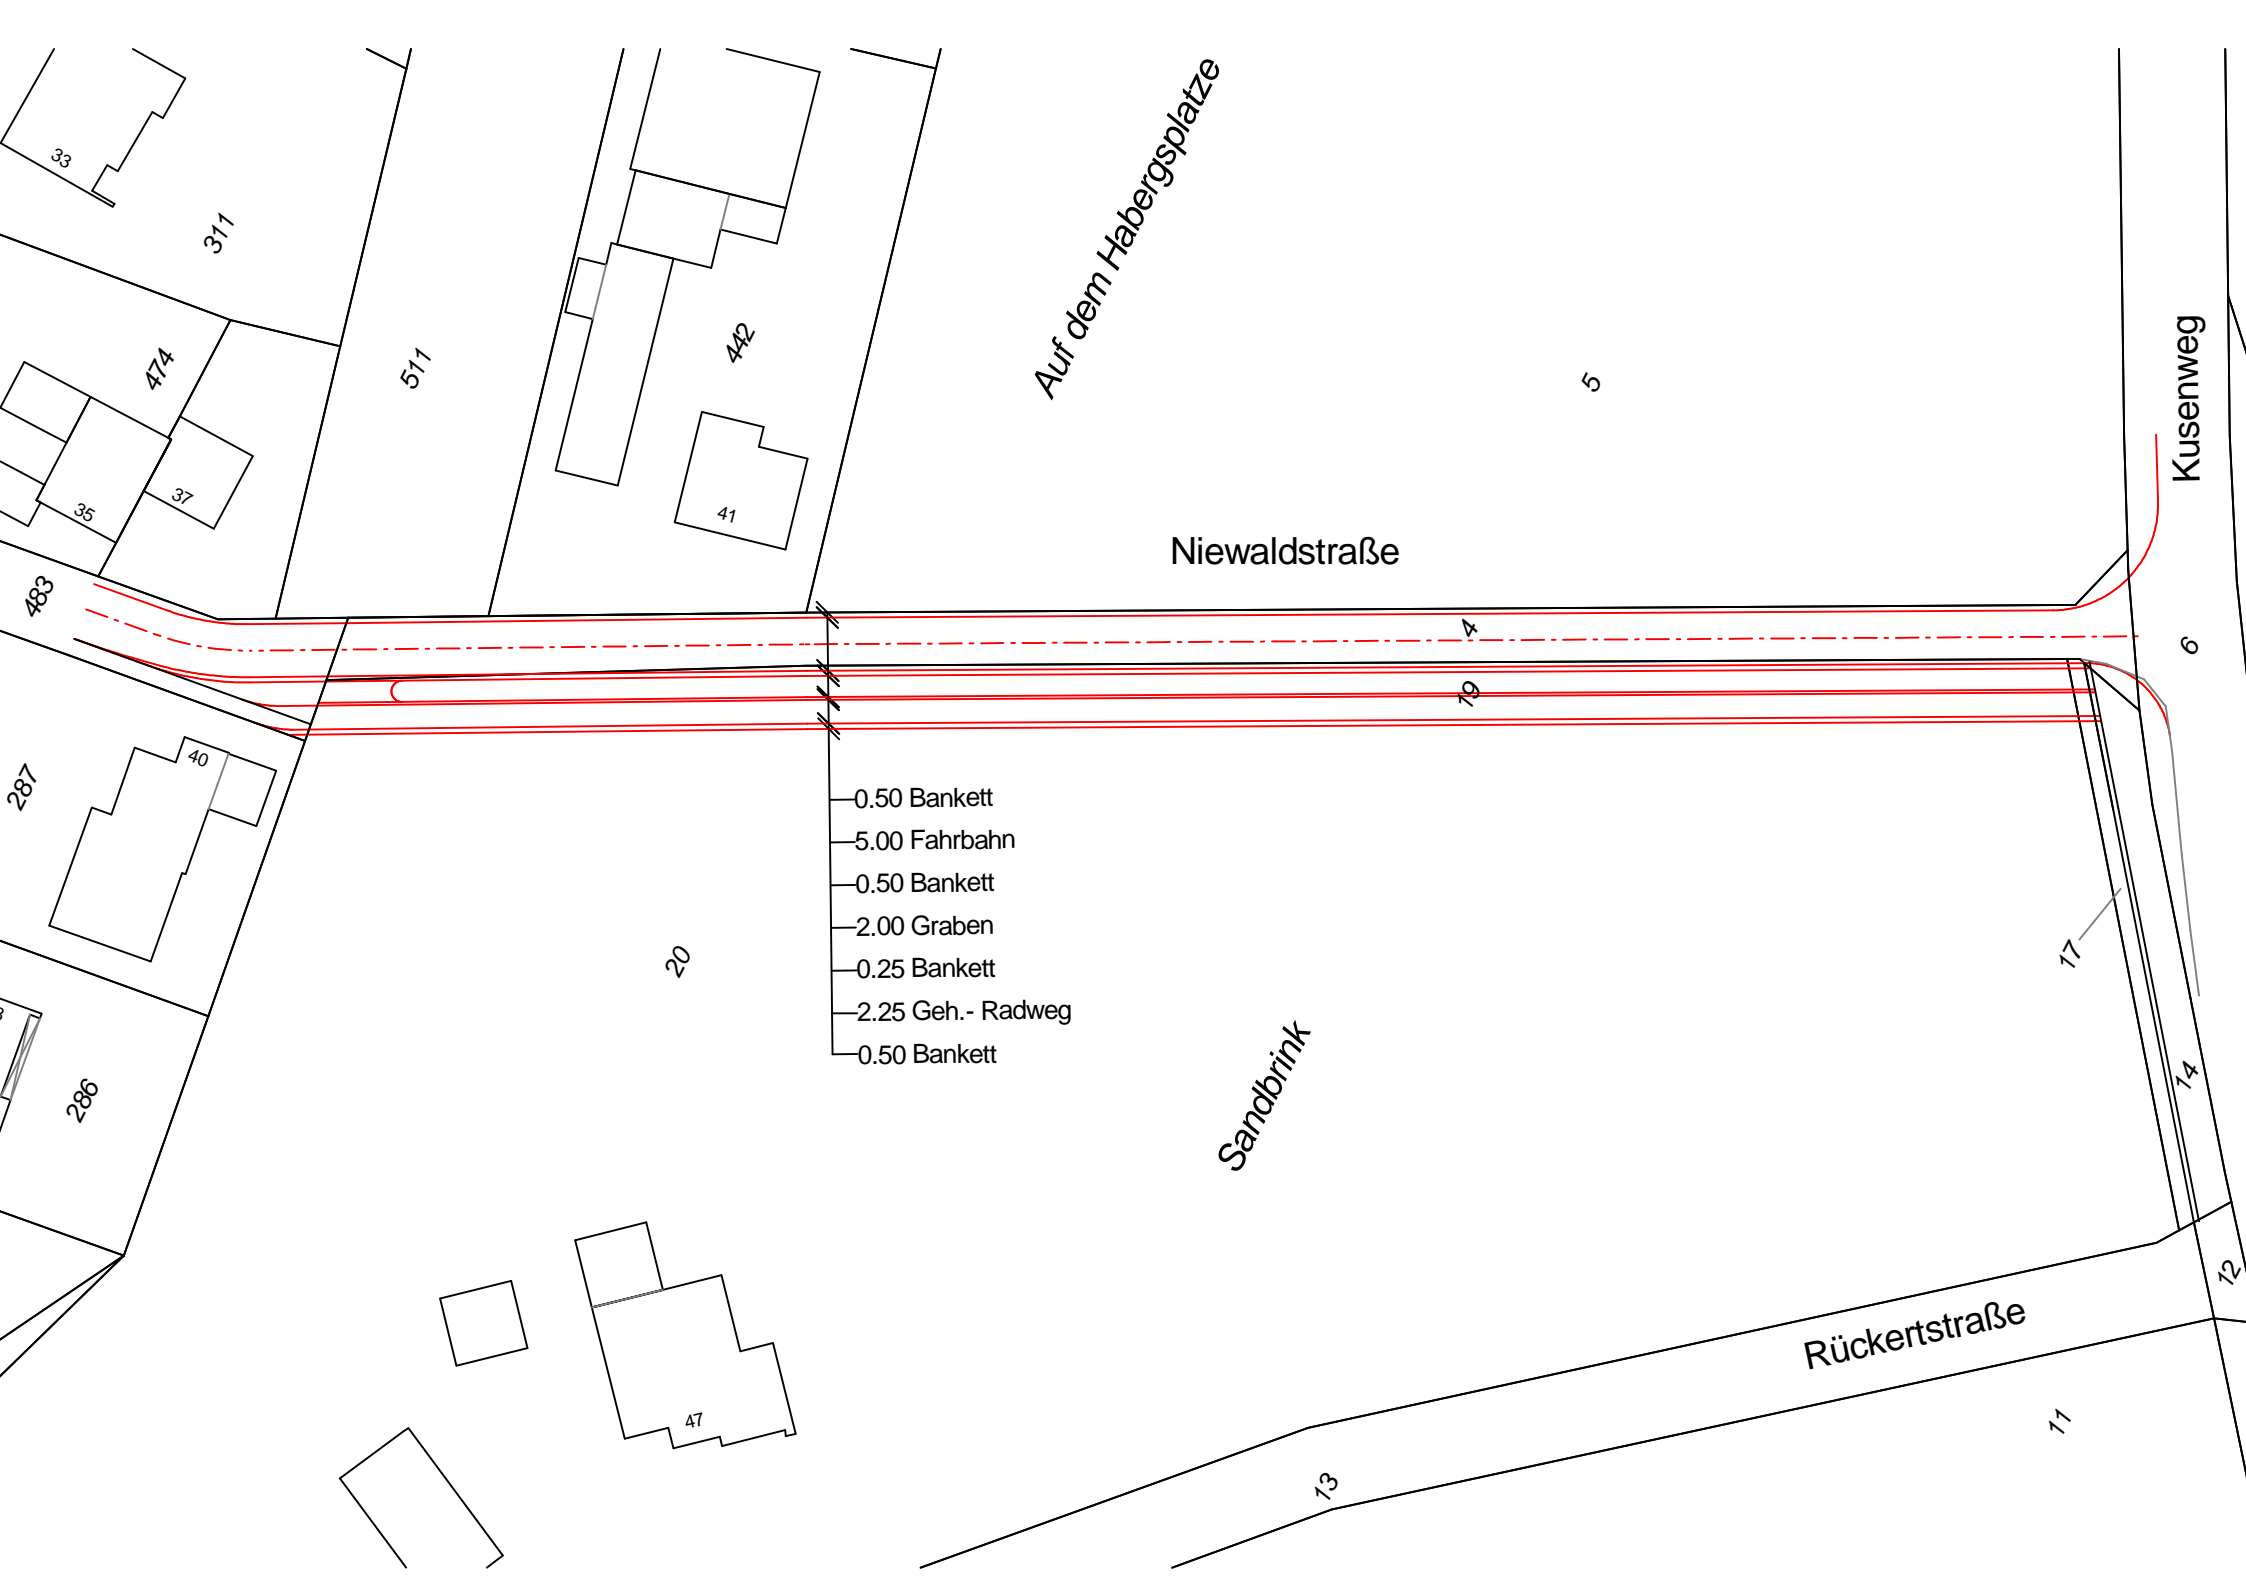 33
311
474
511
442
Auf dem Habergsplatze
5
Kusenweg
35
37
41
Niewaldstraße
483
4
6
19
40
287
0.50 Bankett
5.00 Fahrbahn
0.50 Bankett
2.00 Graben
0.25 Bankett
2.25 Geh.- Radweg
0.50 Bankett
20
17
Sandbrink
286
14
12
Rückertstraße
47
11
13